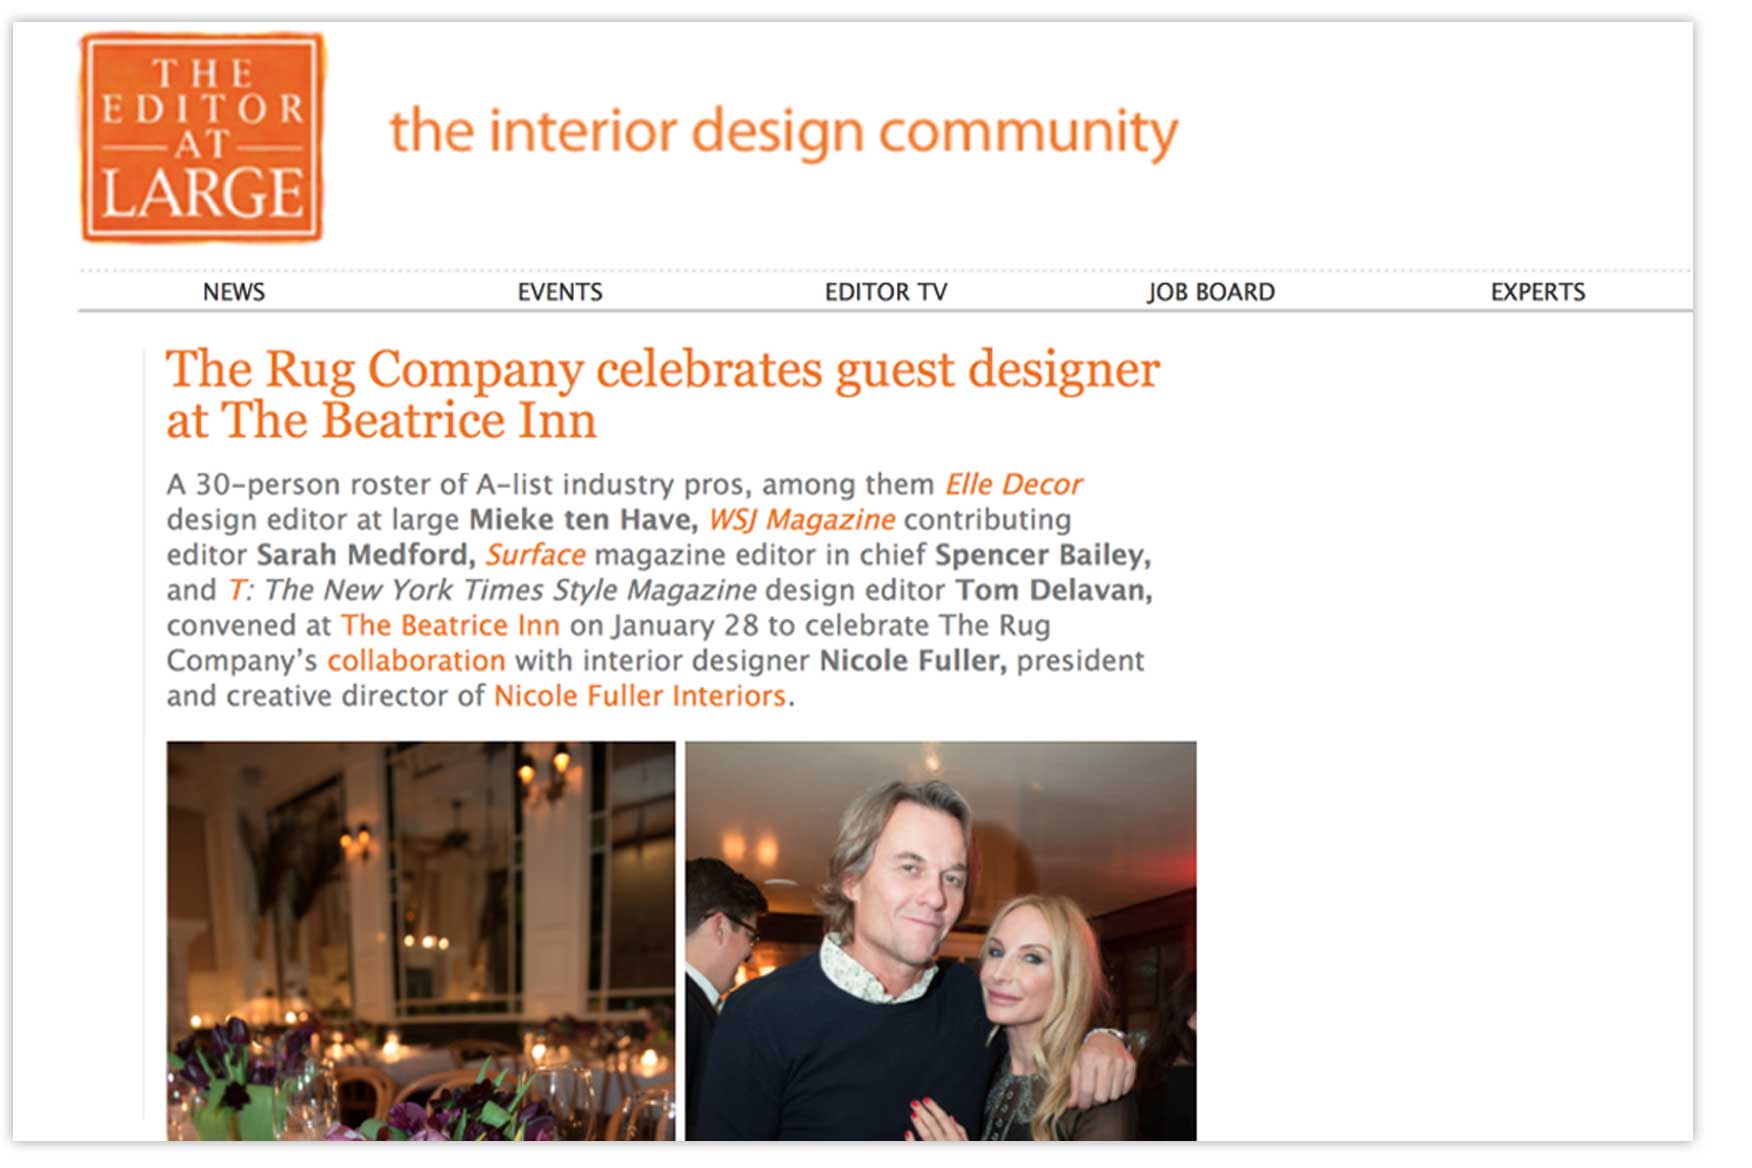 THE
EDITOR
AT
LARGE
the interior design community
NEWS EVENTS EDITOR TV JOB BOARD EXPERTS
The Rug Company celebrates guest designer
at The Beatrice Inn
A 30-person roster of A-list industry pros, among them Elle Decor
design editor at large Mieke ten Have, WSJ Magazine contributing
editor Sarah Medford, Surface magazine editor in chief Spencer Bailey,
and T: The New York Times Style Magazine design editor Tom Delavan,
convened at The Beatrice Inn on January 28 to celebrate The Rug
Company’s collaboration with interior designer Nicole Fuller, president
and creative director of Nicole Fuller Interiors.